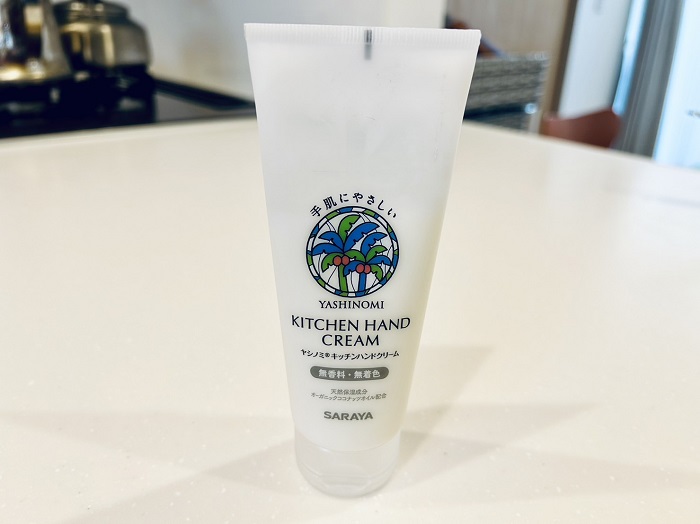 手肌にやさしい
YASHINOMI
KITCHEN HAND
CREAM
ヤシノミ®キッチンハンドクリーム
無香料・無着色
天然保湿成分
オーガニックココナッツオイル配合
SARAYA